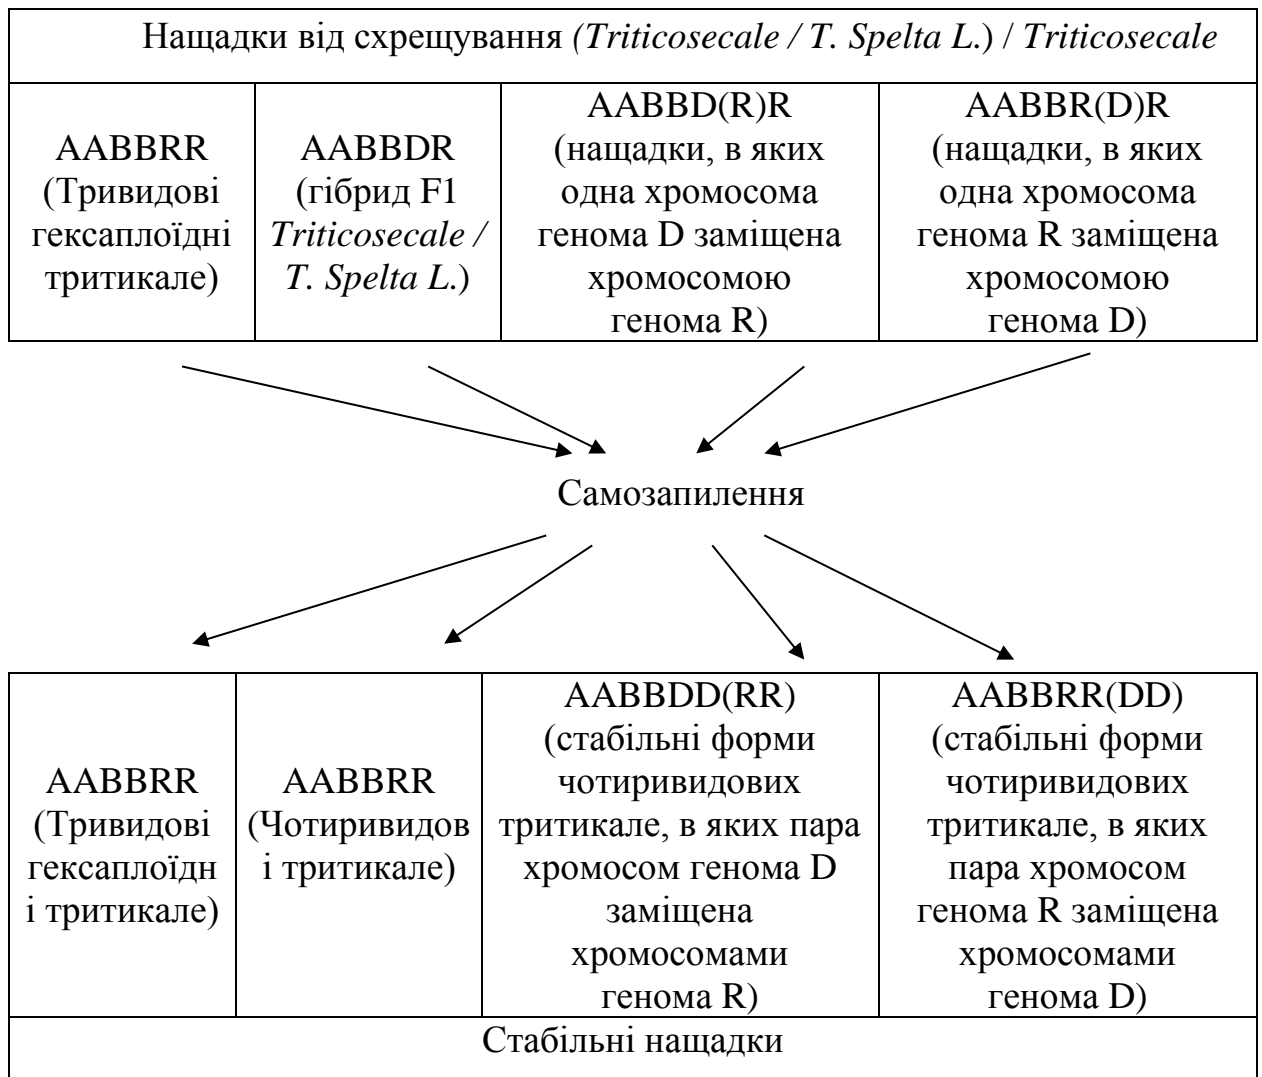 Нащадки від схрещування (Triticosecale / T. Spelta L.) / Triticosecale
AABBRR
(Тривидові
гексаплоїдні
тритикале)
AABBDR
(гібрид F1
Triticosecale /
T. Spelta L.)
AABBD(R)R
(нащадки, в яких
одна хромосома
генома D заміщена
хромосомою
генома R)
AABBR(D)R
(нащадки, в яких
одна хромосома
генома R заміщена
хромосомою
генома D)
Самозапилення
AABBRR
(Тривидові
гексаплоїдн
і тритикале)
AABBRR
(Чотиривидов
і тритикале)
AABBDD(RR)
(стабільні форми
чотиривидових
тритикале, в яких пара
хромосом генома D
заміщена
хромосомами
генома R)
AABBRR(DD)
(стабільні форми
чотиривидових
тритикале, в яких
пара хромосом
генома R заміщена
хромосомами
генома D)
Стабільні нащадки